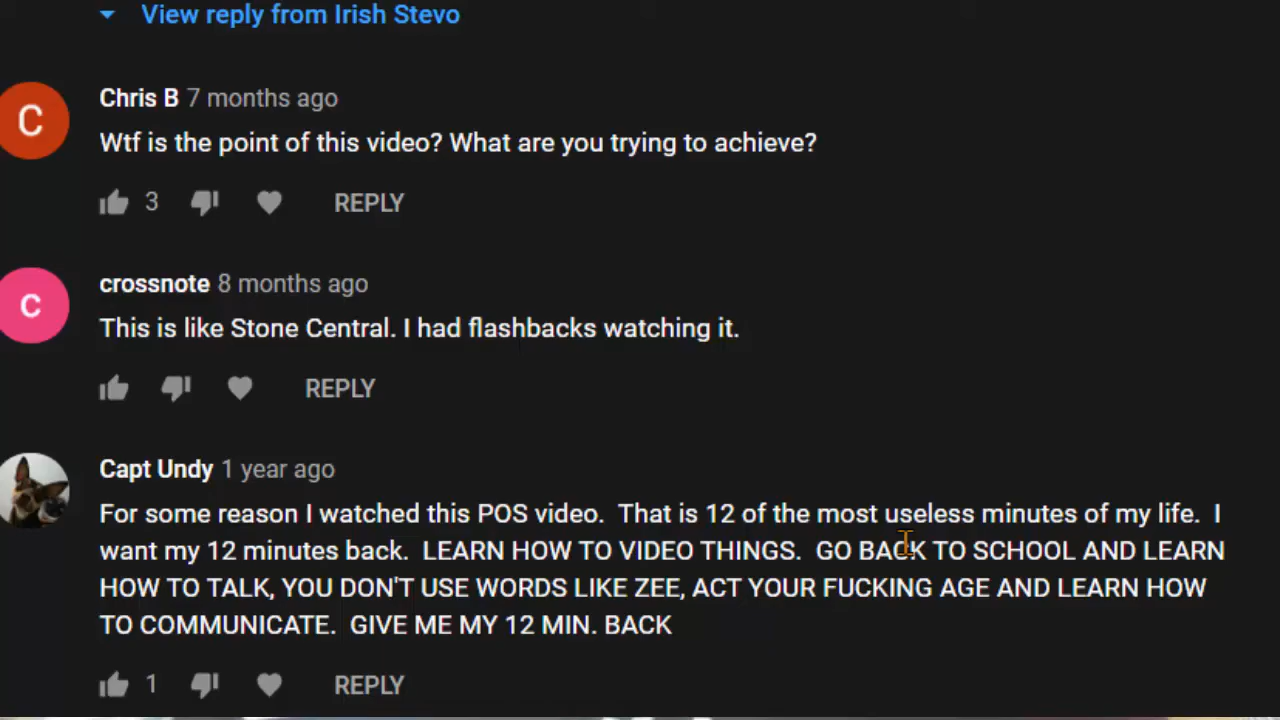 View reply from Irish Stevo
C
Chris B 7 months ago
Wtf is the point of this video? What are you trying to achieve?
3 REPLY
C
crossnote 8 months ago
This is like Stone Central. I had flashbacks watching it.
REPLY
Capt Undy 1 year ago
For some reason I watched this POS video.  That is 12 of the most useless minutes of my life.  I
want my 12 minutes back.  LEARN HOW TO VIDEO THINGS.  GO BACK TO SCHOOL AND LEARN
HOW TO TALK, YOU DON'T USE WORDS LIKE ZEE, ACT YOUR FUCKING AGE AND LEARN HOW
TO COMMUNICATE.  GIVE ME MY 12 MIN. BACK
1 REPLY